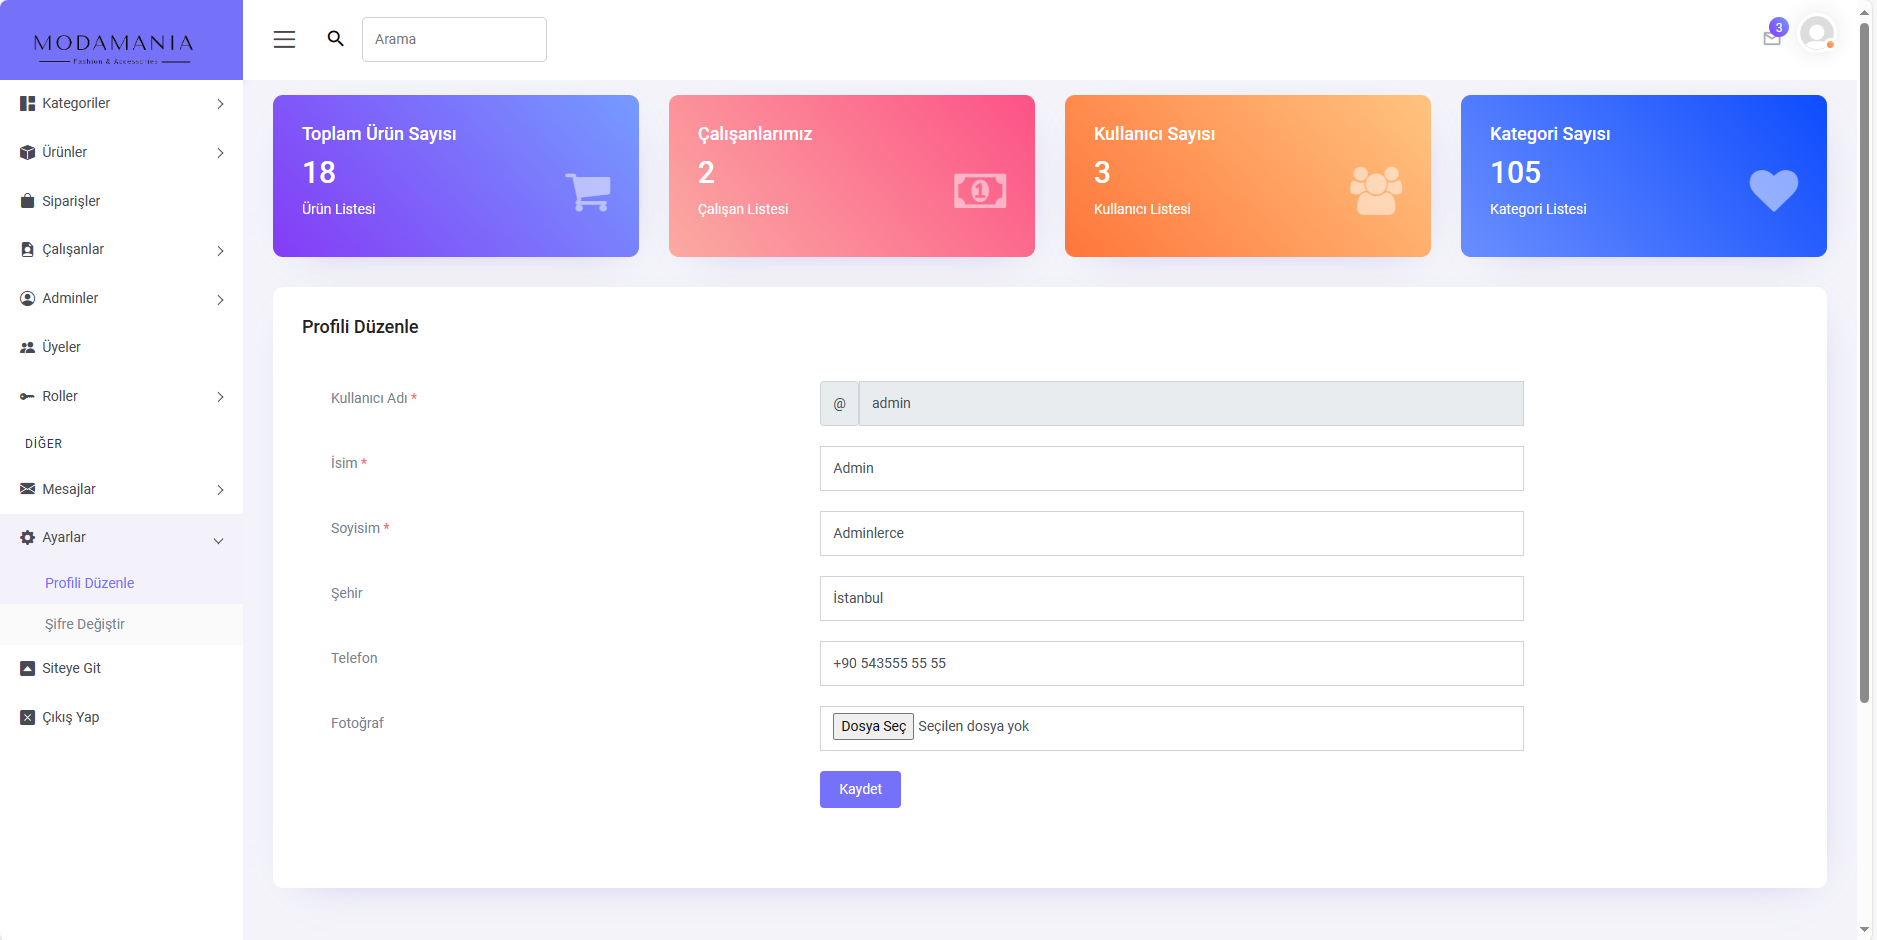 MODAMANIA
Fashion & Accessories
Arama
3
Kategoriler
Ürünler
Siparişler
Çalışanlar
Adminler
Üyeler
Roller
DİĞER
Mesajlar
Ayarlar
Profili Düzenle
Şifre Değiştir
Siteye Git
Çıkış Yap
Toplam Ürün Sayısı
18
Ürün Listesi
Çalışanlarımız
2
Çalışan Listesi
1
Kullanıcı Sayısı
3
Kullanıcı Listesi
Kategori Sayısı
105
Kategori Listesi
Profili Düzenle
Kullanıcı Adı * @ admin
İsim * Admin
Soyisim * Adminlerce
Şehir İstanbul
Telefon +90 543555 55 55
Fotoğraf Dosya Seç Seçilen dosya yok
Kaydet